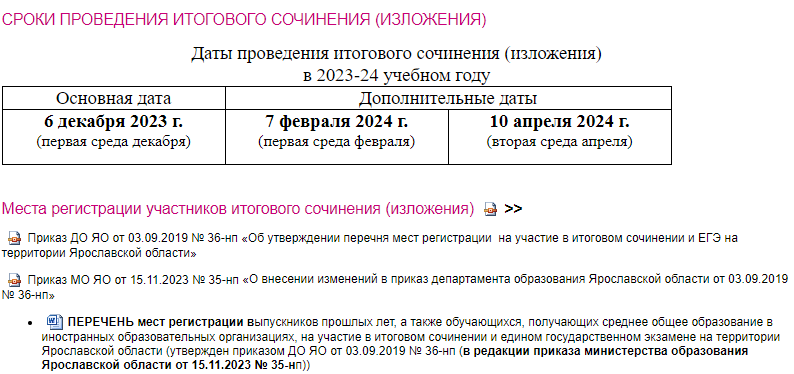 СРОКИ ПРОВЕДЕНИЯ ИТОГОВОГО СОЧИНЕНИЯ (ИЗЛОЖЕНИЯ)
Даты проведения итогового сочинения (изложения)
в 2023-24 учебном году
Основная дата Дополнительные даты
6 декабря 2023 г. 7 февраля 2024 г. 10 апреля 2024 г.
(первая среда декабря) (первая среда февраля) (вторая среда апреля)
Места регистрации участников итогового сочинения (изложения) >>
Приказ ДО ЯО от 03.09.2019 № 36-нп «Об утверждении перечня мест регистрации на участие в итоговом сочинении и ЕГЭ на
территории Ярославской области»
Приказ МО ЯО от 15.11.2023 № 35-нп «О внесении изменений в приказ департамента образования Ярославской области от 03.09.2019
№ 36-нп»
• ПЕРЕЧЕНЬ мест регистрации выпускников прошлых лет, а также обучающихся, получающих среднее общее образование в
иностранных образовательных организациях, на участие в итоговом сочинении и едином государственном экзамене на территории
Ярославской области (утвержден приказом ДО ЯО от 03.09.2019 № 36-нп (в редакции приказа министерства образования
Ярославской области от 15.11.2023 № 35-нп))